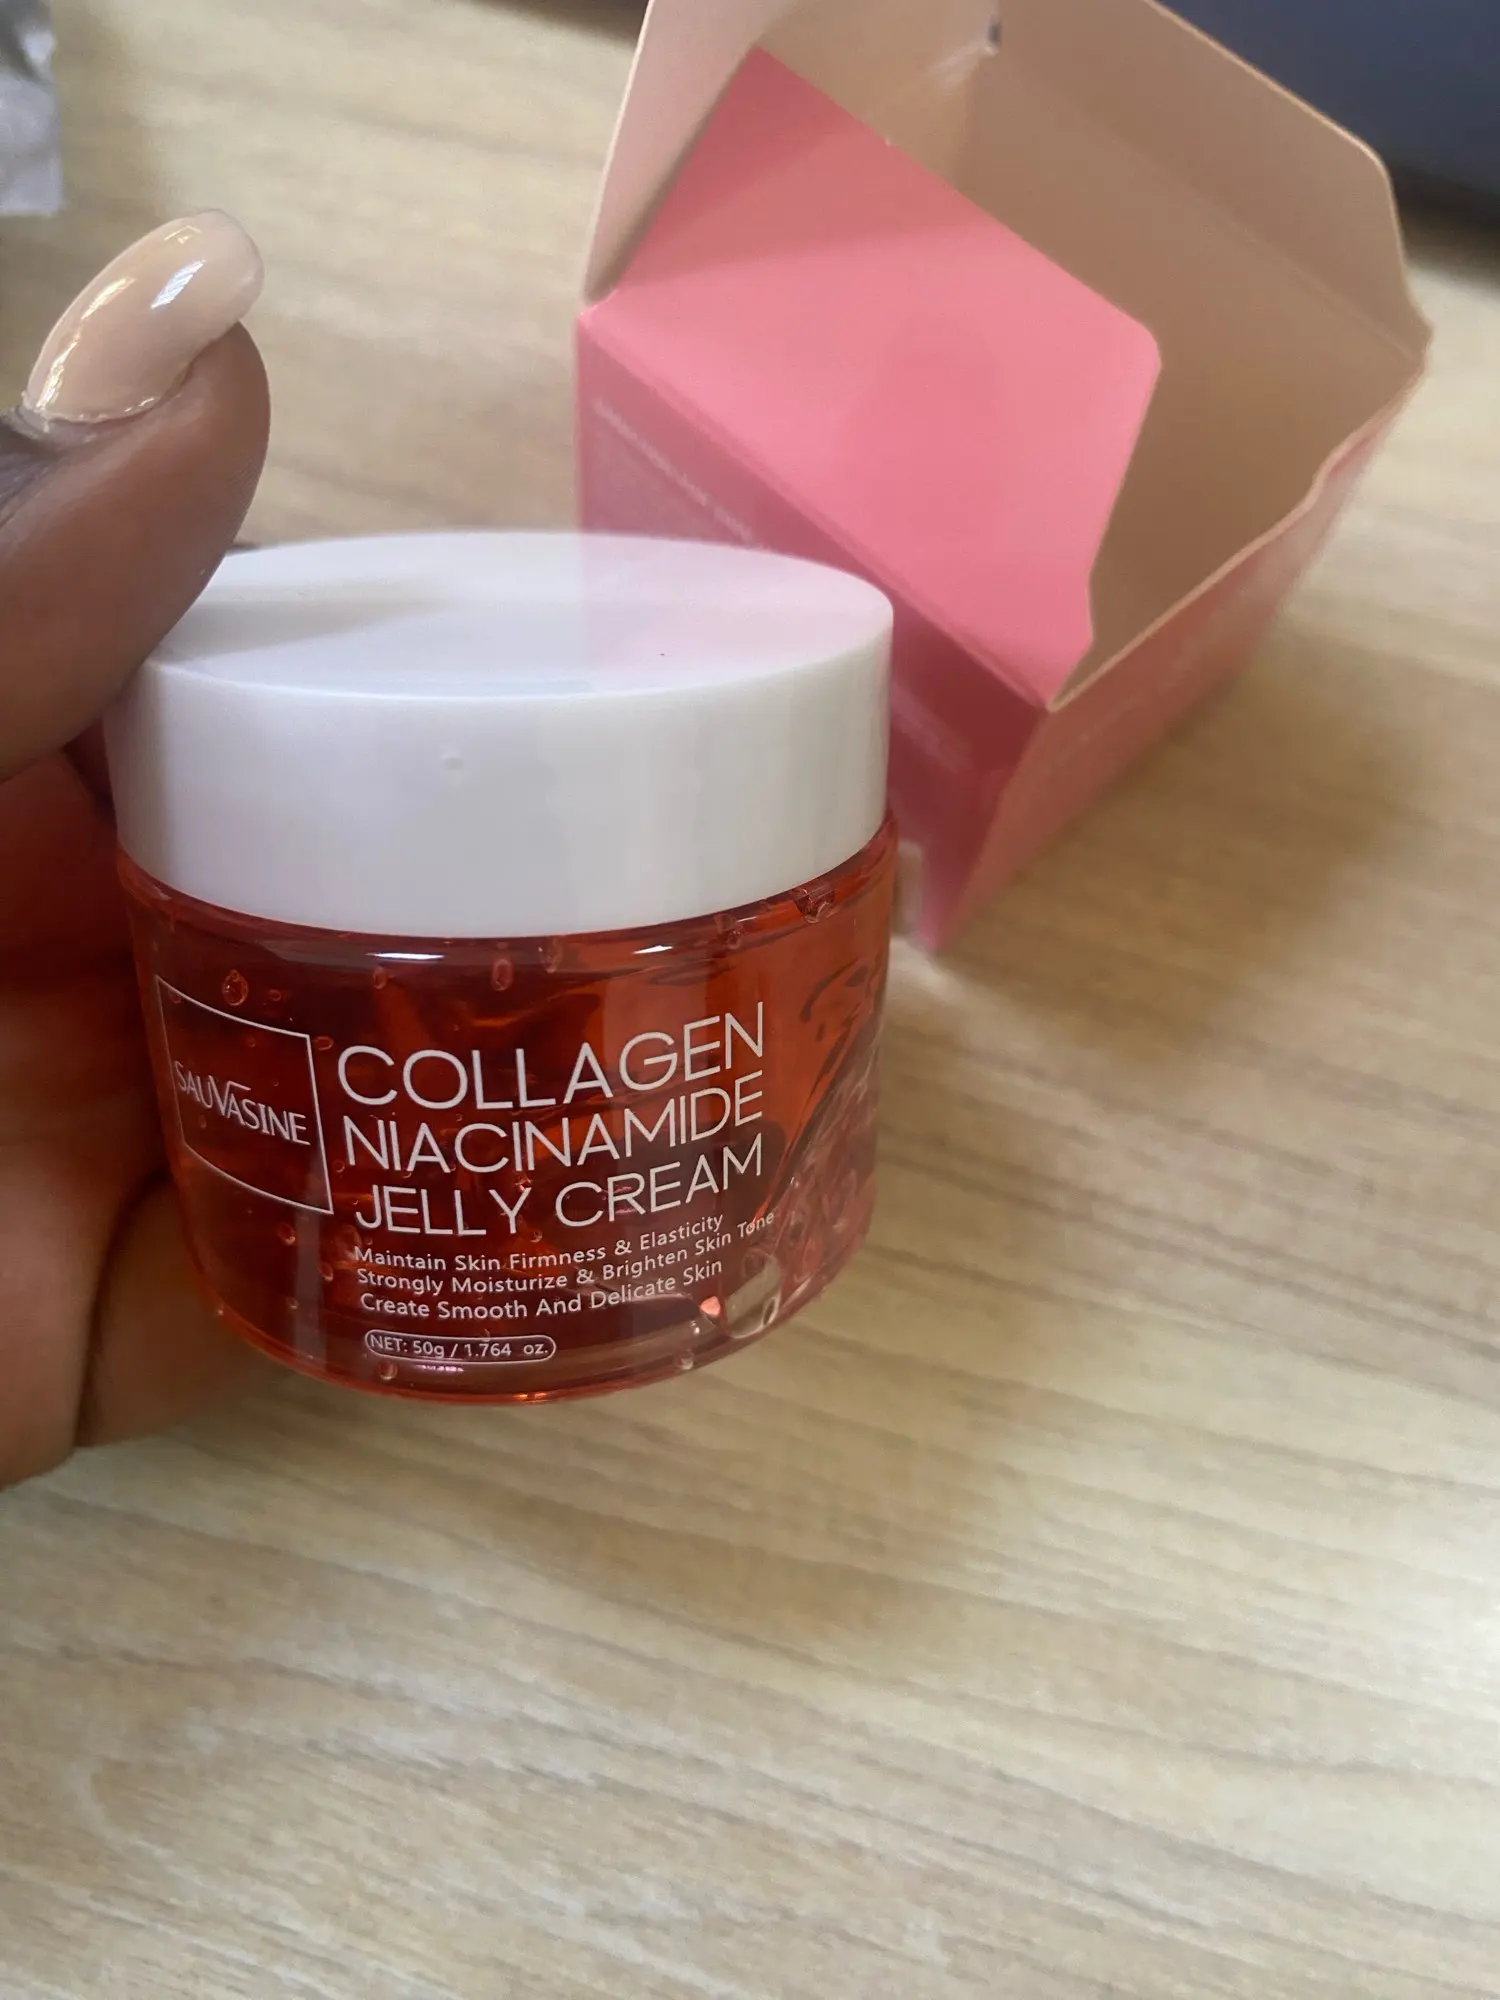 SAUVASINE
COLLAGEN
NIACINAMIDE
JELLY CREAM
Maintain Skin Firmness & Elasticity
Strongly Moisturize & Brighten Skin Tone
Create Smooth And Delicate Skin
NET: 50g / 1.764 oz.